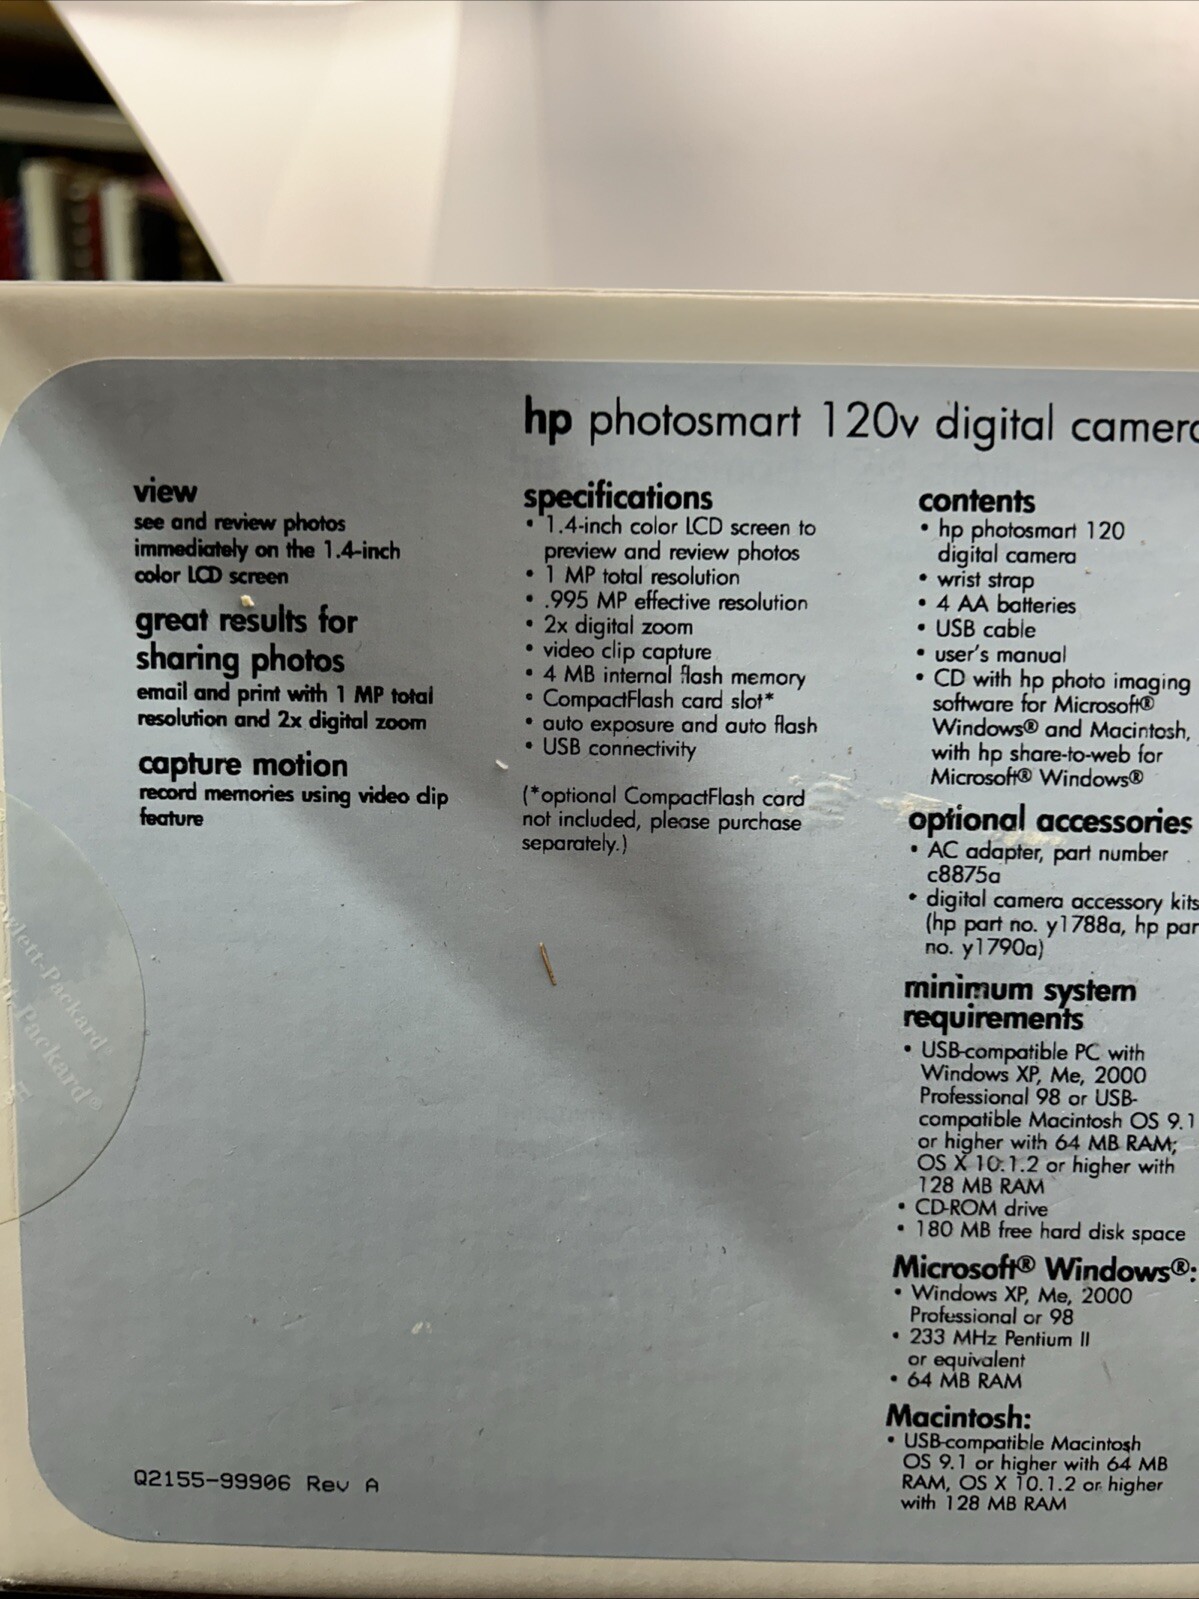 hp photosmart 120v digital camera
view
see and review photos
immediately on the 1.4-inch
color LCD screen
great results for
sharing photos
email and print with 1 MP total
resolution and 2x digital zoom
capture motion
record memories using video clip
feature
specifications
• 1.4-inch color LCD screen to
preview and review photos
• 1 MP total resolution
• .995 MP effective resolution
• 2x digital zoom
• video clip capture
• 4 MB internal flash memory
• CompactFlash card slot*
• auto exposure and auto flash
• USB connectivity
(*optional CompactFlash card
not included, please purchase
separately.)
contents
• hp photosmart 120
digital camera
• wrist strap
• 4 AA batteries
• USB cable
• user's manual
• CD with hp photo imaging
software for Microsoft®
Windows® and Macintosh,
with hp share-to-web for
Microsoft® Windows®
optional accessories
• AC adapter, part number
c8875a
• digital camera accessory kits
(hp part no. y1788a, hp par
no. y1790a)
minimum system
requirements
• USB-compatible PC with
Windows XP, Me, 2000
Professional 98 or USB-
compatible Macintosh OS 9.1
or higher with 64 MB RAM;
OS X 10.1.2 or higher with
128 MB RAM
• CD-ROM drive
• 180 MB free hard disk space
Microsoft® Windows®:
• Windows XP, Me, 2000
Professional or 98
• 233 MHz Pentium II
or equivalent
• 64 MB RAM
Macintosh:
• USB-compatible Macintosh
OS 9.1 or higher with 64 MB
RAM, OS X 10.1.2 or higher
with 128 MB RAM
wlett-Packard®
Packard®
Q2155-99906 Rev A